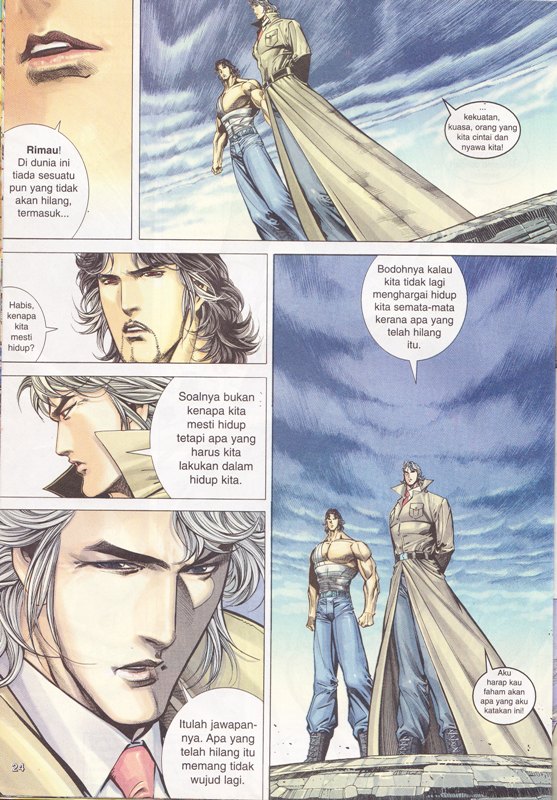 Rimau!
Di dunia ini
tiada sesuatu
pun yang tidak
akan hilang,
termasuk...
...
kekuatan,
kuasa, orang yang
kita cintai dan
nyawa kita!
Habis,
kenapa
kita
mesti
hidup?
Soalnya bukan
kenapa kita
mesti hidup
tetapi apa yang
harus kita
lakukan dalam
hidup kita.
Itulah jawapan-
nya. Apa yang
telah hilang itu
memang tidak
wujud lagi.
Bodohnya kalau
kita tidak lagi
menghargai hidup
kita semata-mata
kerana apa yang
telah hilang
itu.
Aku
harap kau
faham akan
apa yang aku
katakan ini!
24